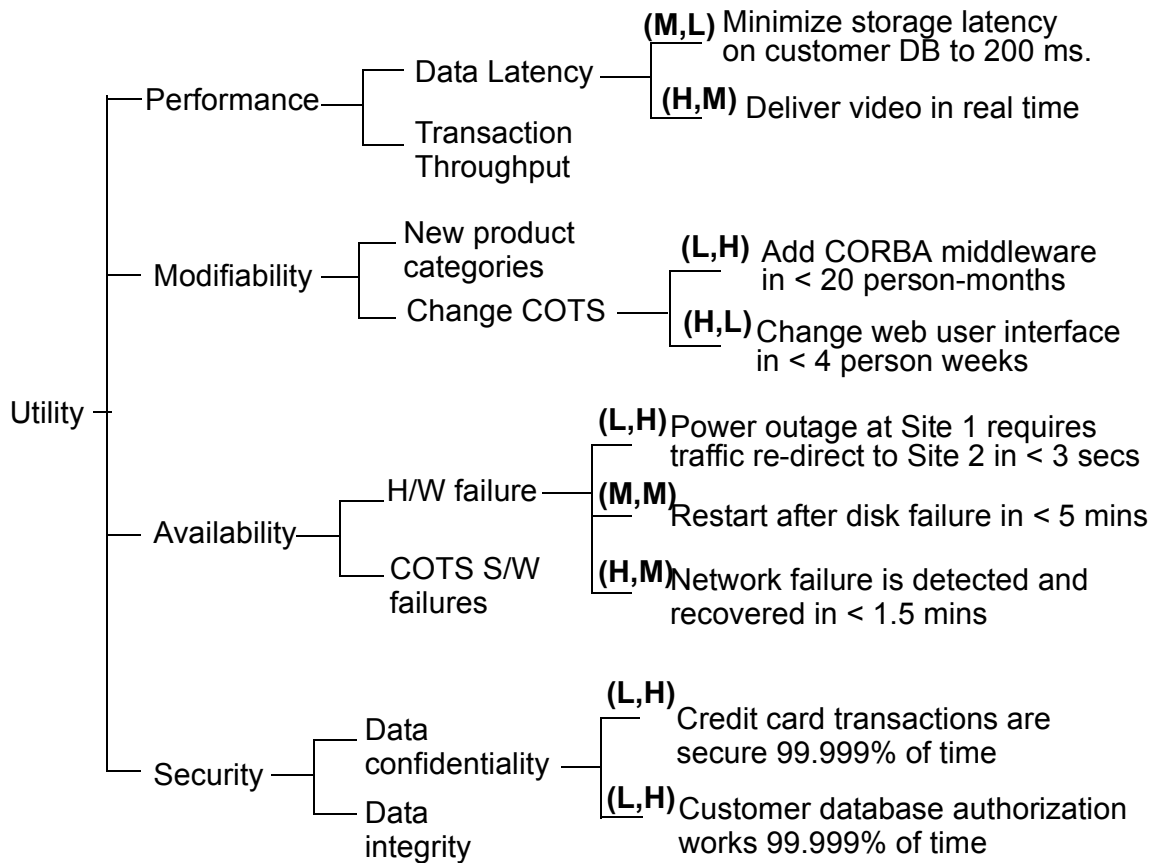 (M,L) Minimize storage latency
on customer DB to 200 ms.
Data Latency
(H,M) Deliver video in real time
Performance
Transaction
Throughput
New product
categories
(L,H) Add CORBA middleware
in < 20 person-months
Modifiability
Change COTS
(H,L) Change web user interface
in < 4 person weeks
Utility
(L,H) Power outage at Site 1 requires
traffic re-direct to Site 2 in < 3 secs
H/W failure
(M,M) Restart after disk failure in < 5 mins
Availability
COTS S/W
failures
(H,M) Network failure is detected and
recovered in < 1.5 mins
(L,H) Credit card transactions are
secure 99.999% of time
Data
confidentiality
Security
(L,H) Customer database authorization
works 99.999% of time
Data
integrity